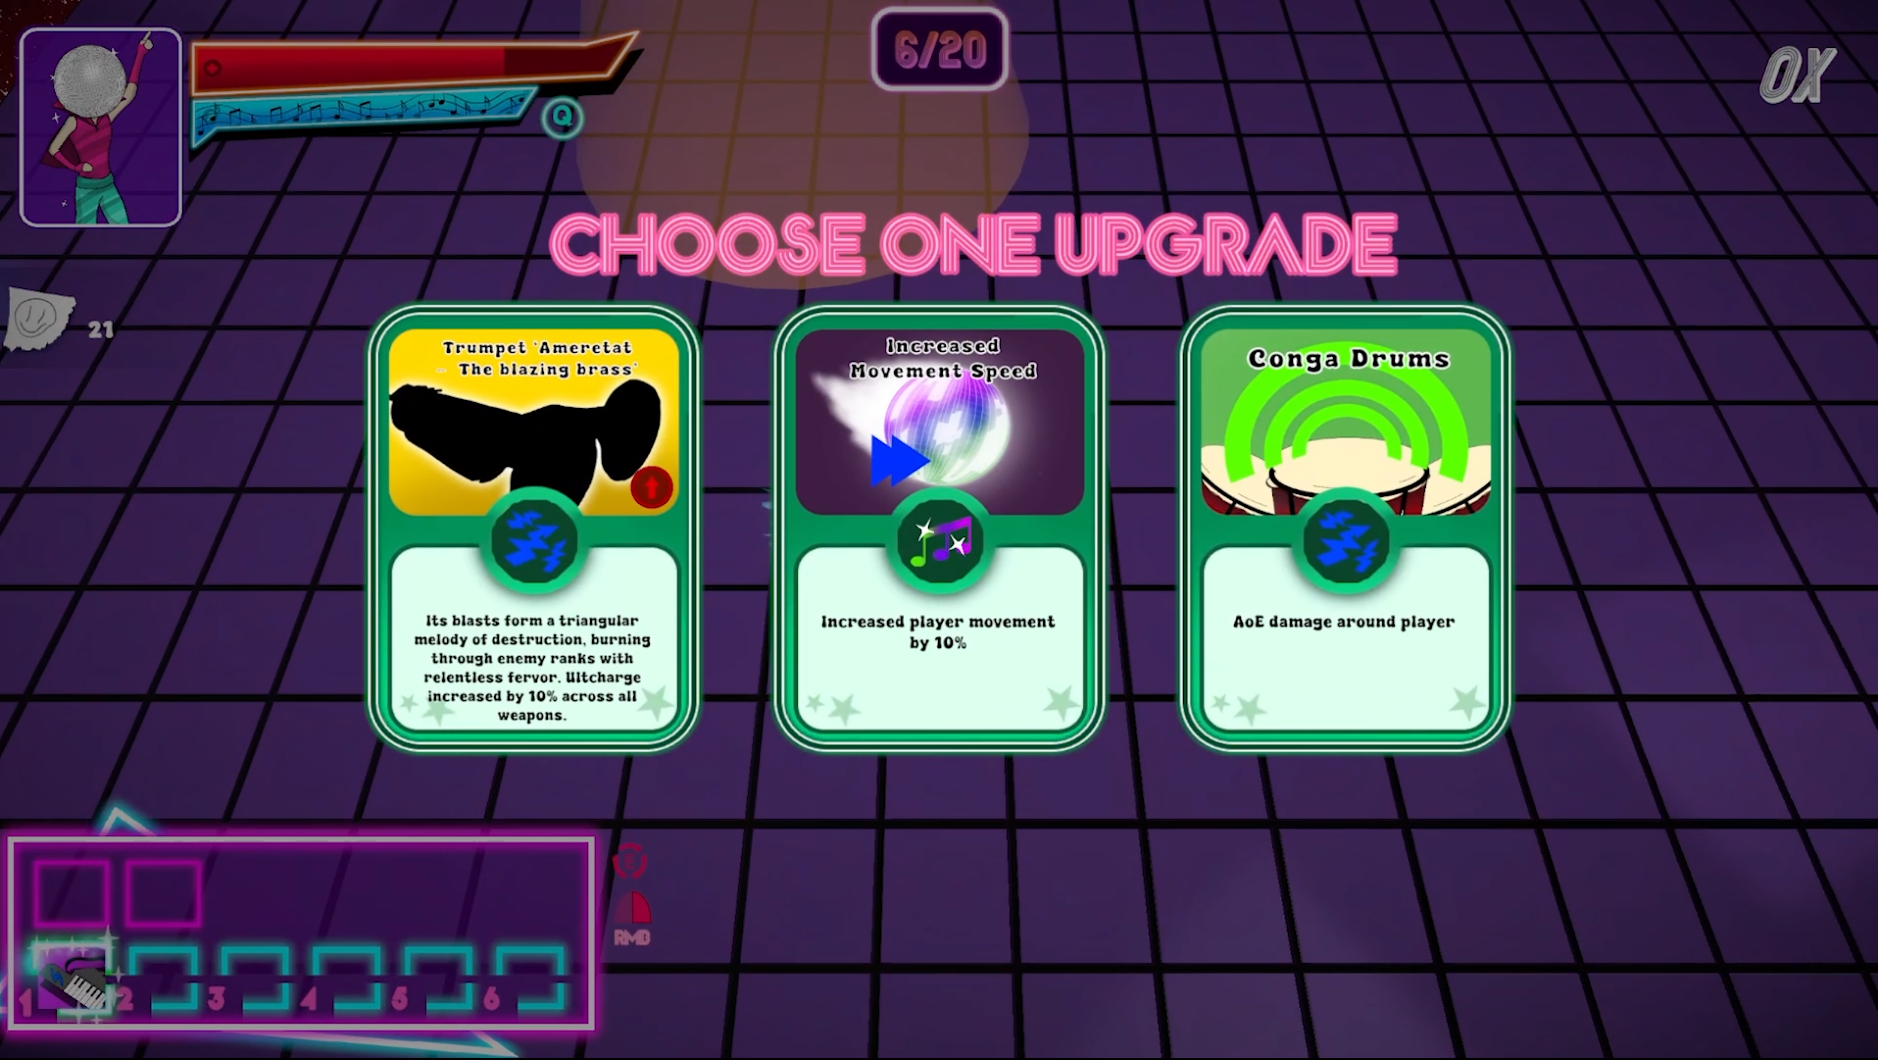 6/20
0X
Q
21
CHOOSE ONE UPGRADE
Trumpet 'Ameretat
- The blazing brass'
Its blasts form a triangular
melody of destruction, burning
through enemy ranks with
relentless fervor. Ultcharge
increased by 10% across all
weapons.
Increased
Movement Speed
Increased player movement
by 10%
Conga Drums
AoE damage around player
E
RMB
1 2 3 4 5 6